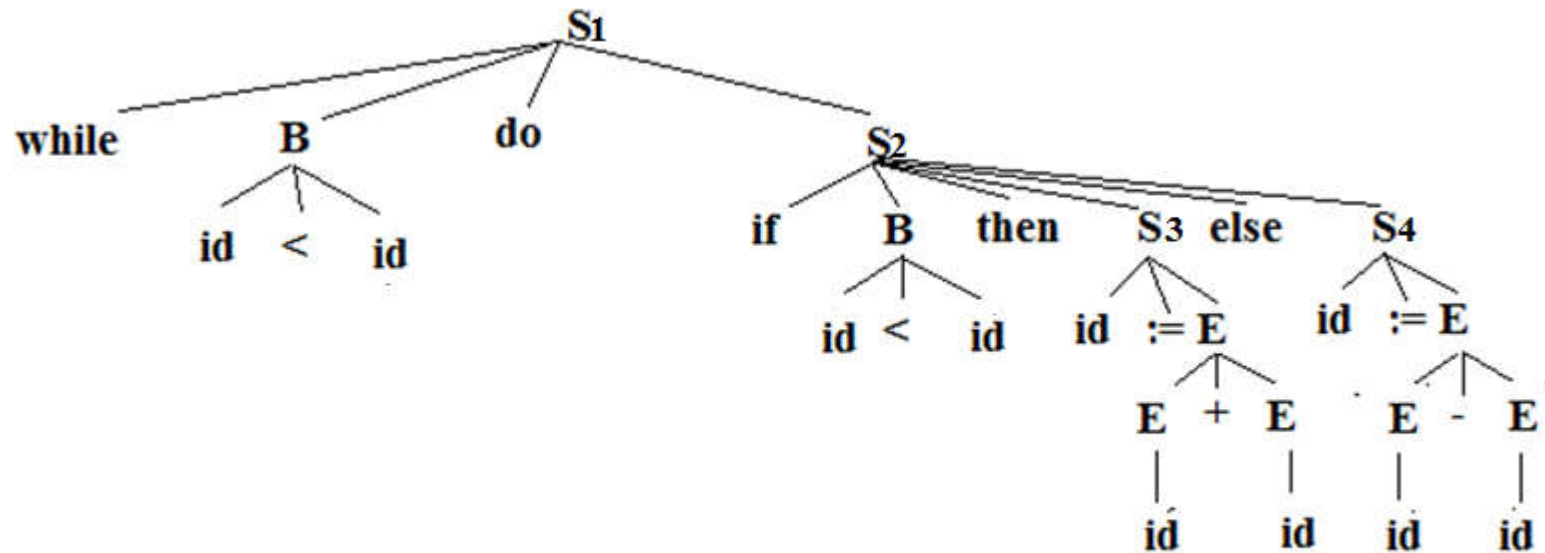 S1
while B do S2
id < id if B then S3 else S4
id < id id := E id := E
E + E E - E
id id id id